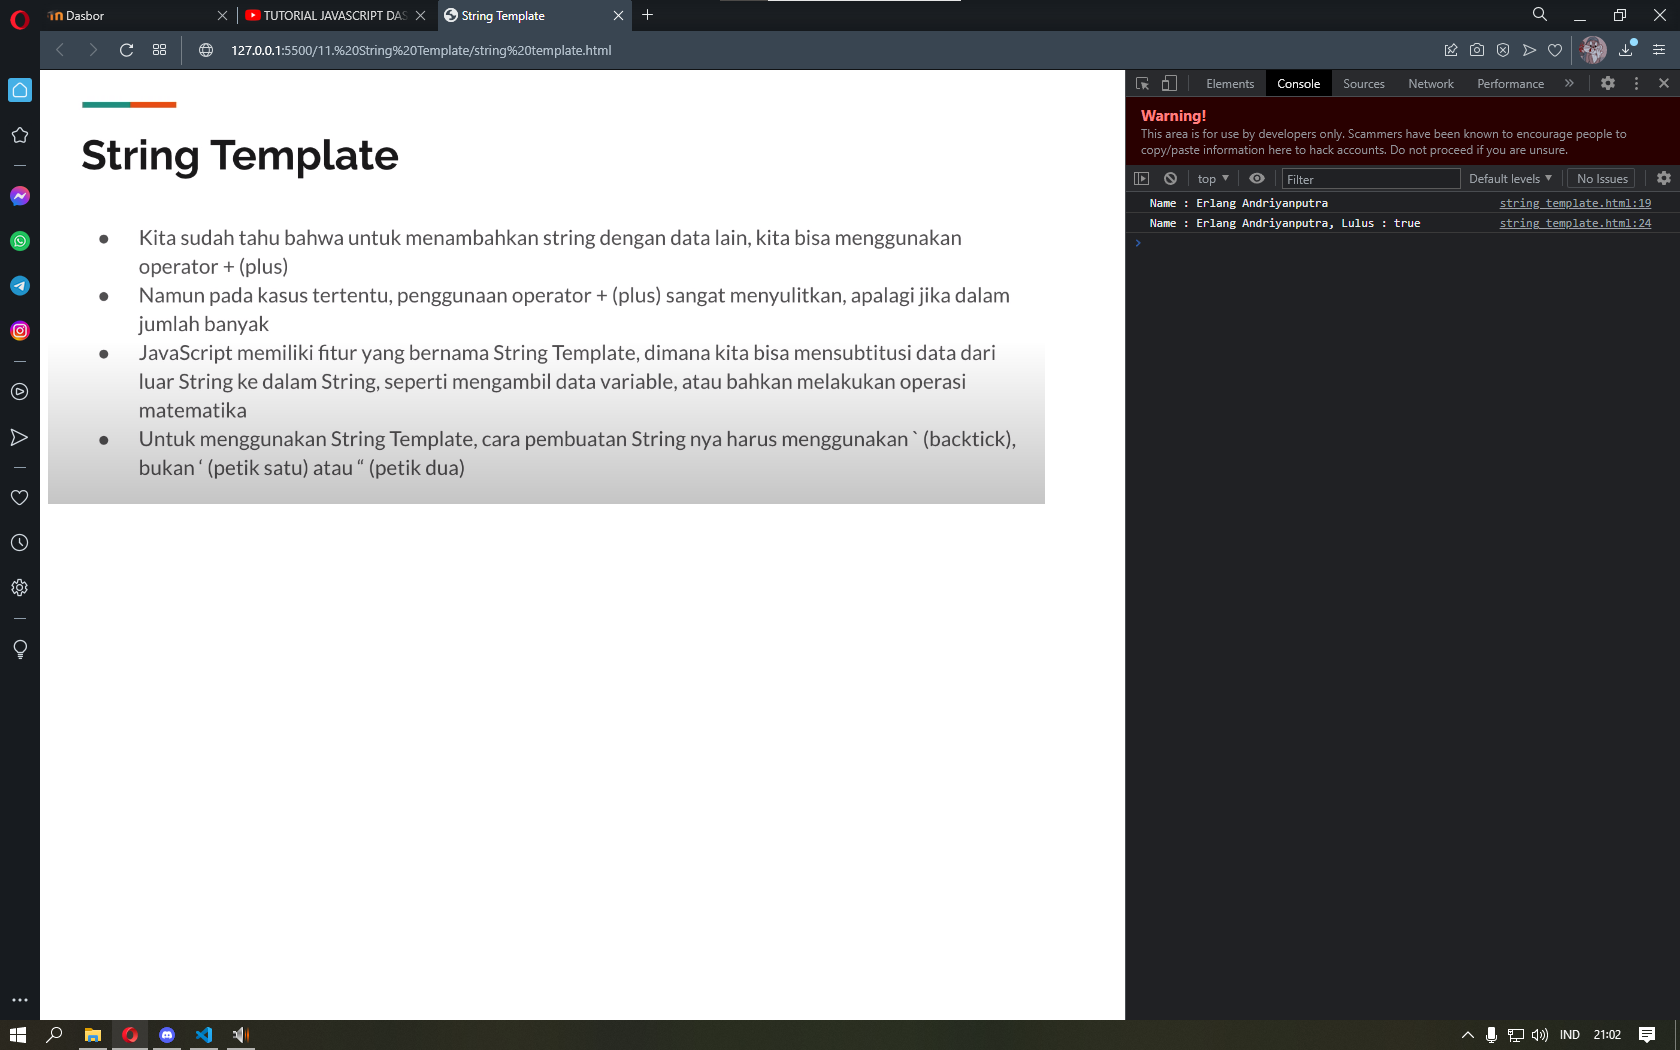 Dasbor
TUTORIAL JAVASCRIPT DAS
String Template
127.0.0.1:5500/11.%20String%20Template/string%20template.html
String Template
● Kita sudah tahu bahwa untuk menambahkan string dengan data lain, kita bisa menggunakan
operator + (plus)
● Namun pada kasus tertentu, penggunaan operator + (plus) sangat menyulitkan, apalagi jika dalam
jumlah banyak
● JavaScript memiliki fitur yang bernama String Template, dimana kita bisa mensubtitusi data dari
luar String ke dalam String, seperti mengambil data variable, atau bahkan melakukan operasi
matematika
● Untuk menggunakan String Template, cara pembuatan String nya harus menggunakan ` (backtick),
bukan ‘ (petik satu) atau “ (petik dua)
Elements Console Sources Network Performance »
Warning!
This area is for use by developers only. Scammers have been known to encourage people to
copy/paste information here to hack accounts. Do not proceed if you are unsure.
top Filter Default levels No Issues
Name : Erlang Andriyanputra string template.html:19
Name : Erlang Andriyanputra, Lulus : true string template.html:24
IND 21:02